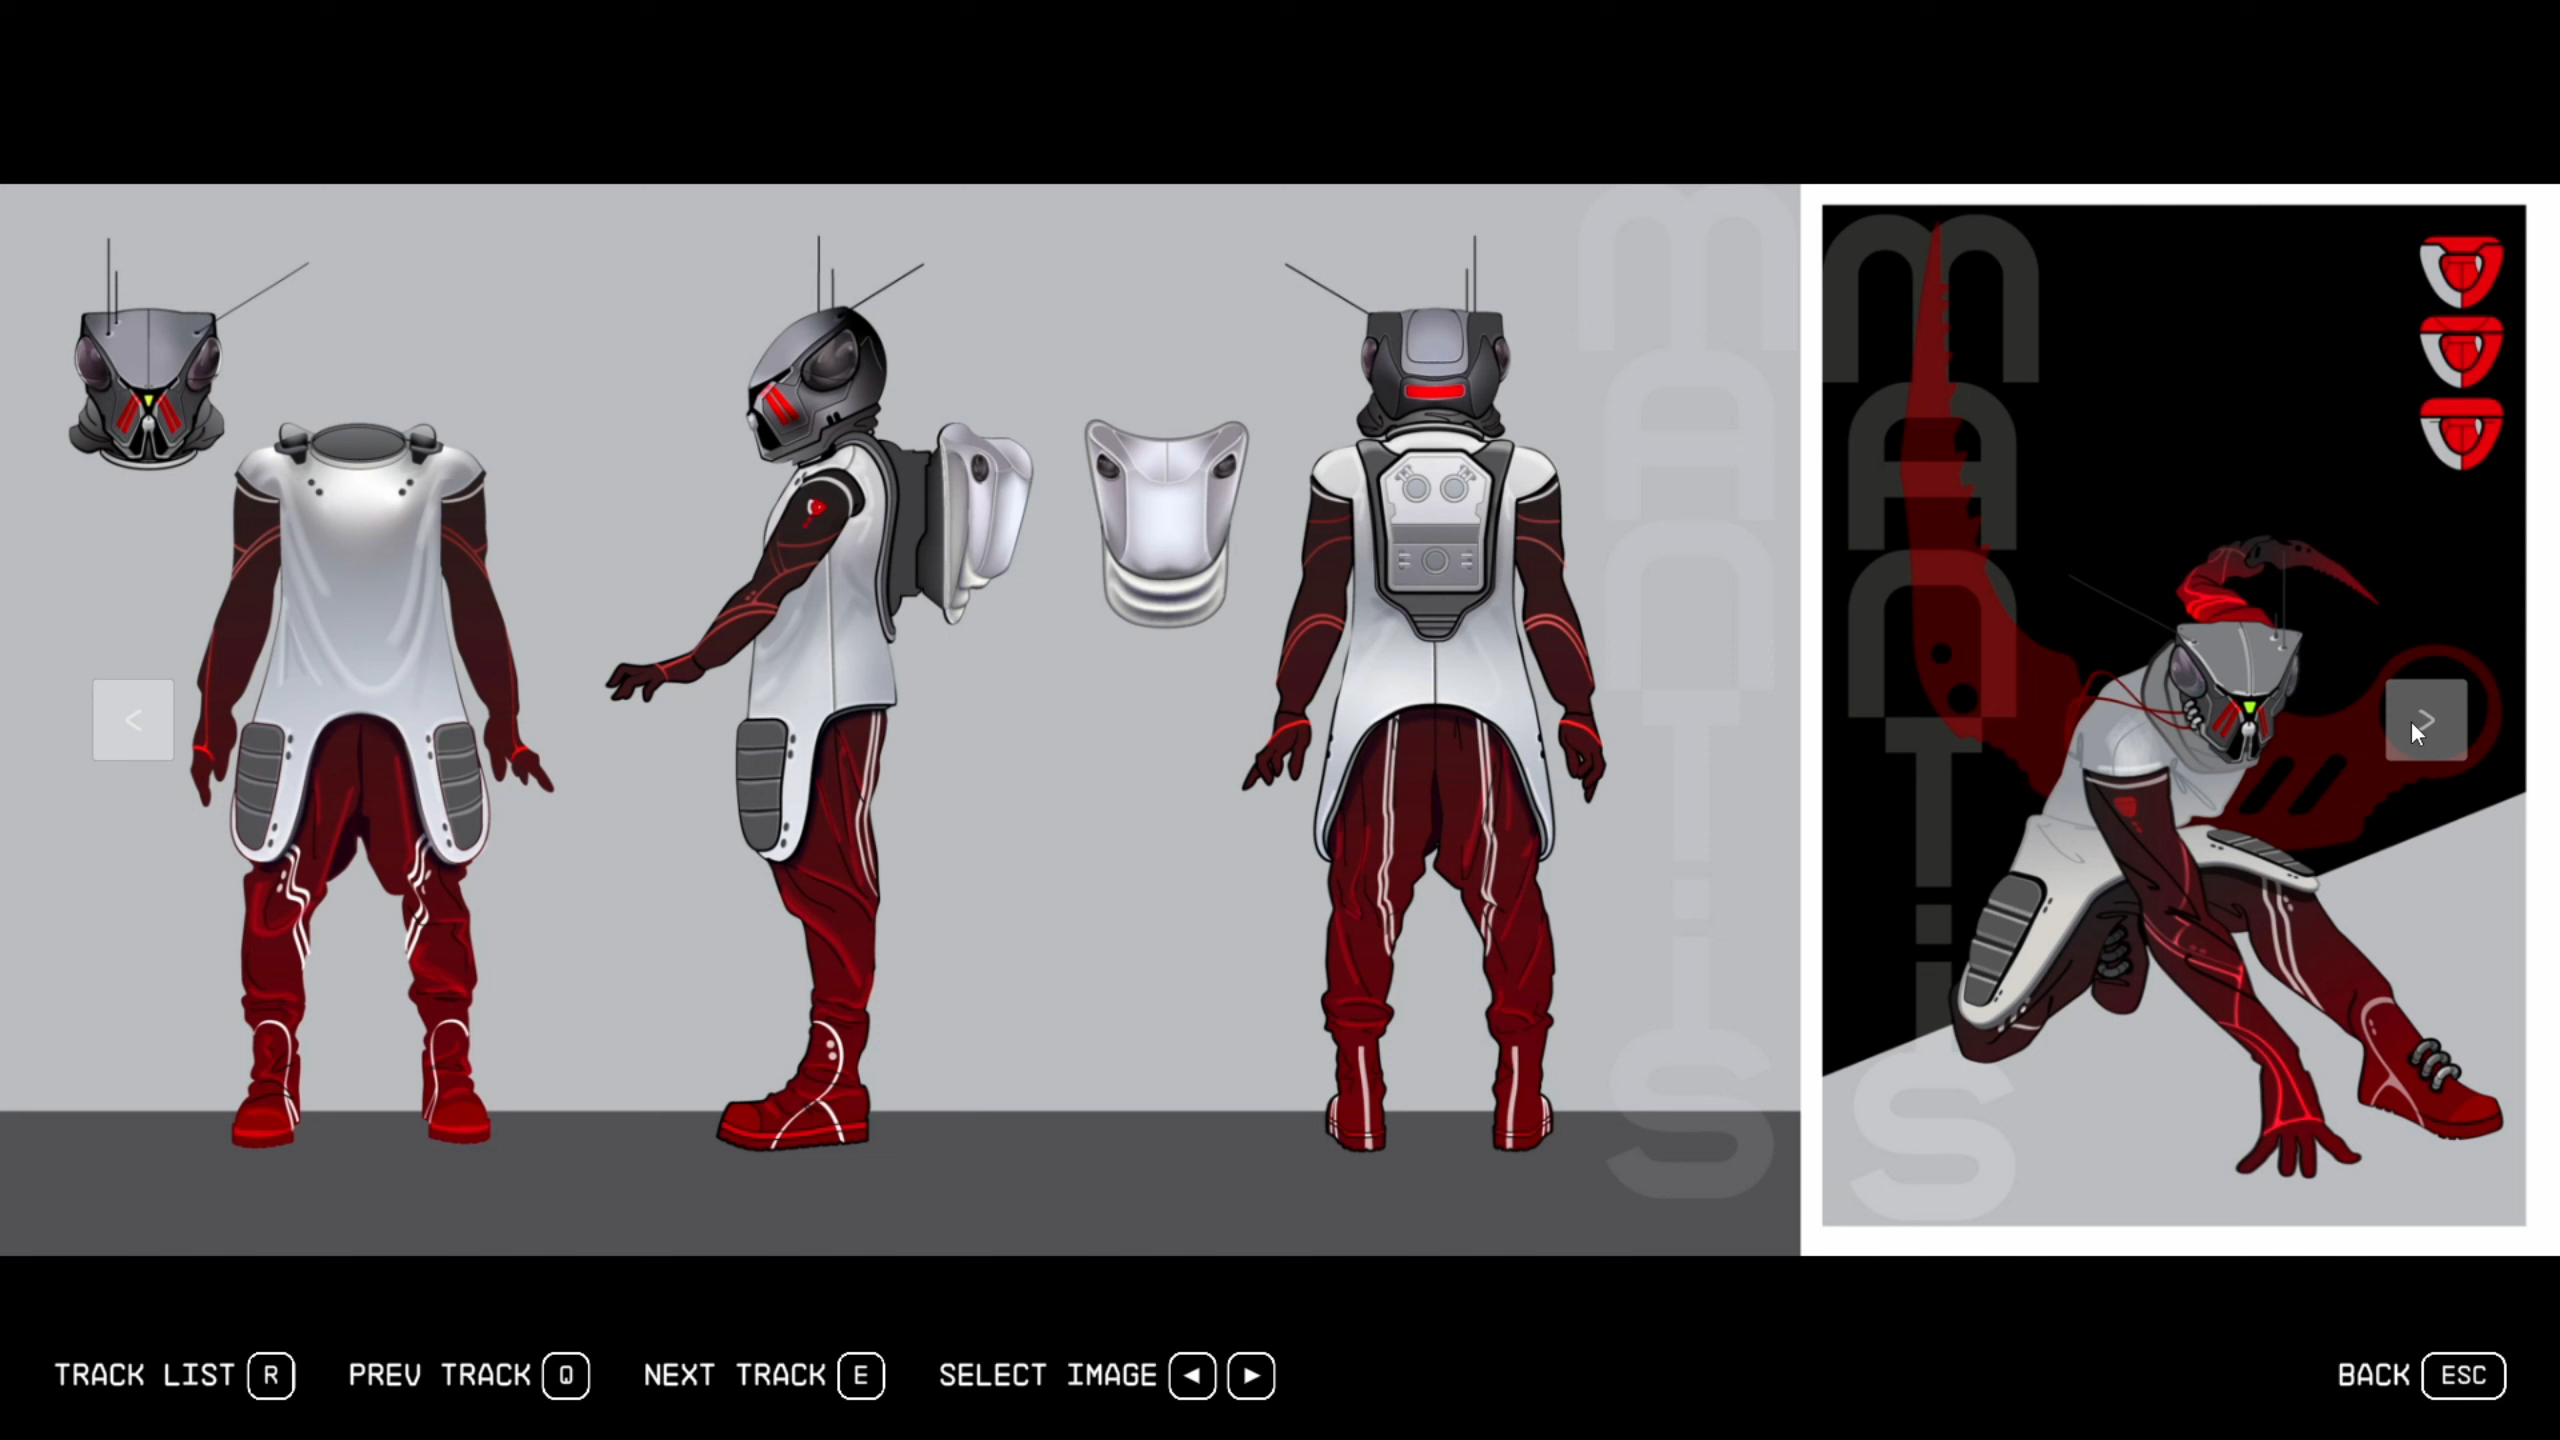 MANTiS
MANTiS
<
>
TRACK LIST R
PREV TRACK Q
NEXT TRACK E
SELECT IMAGE ◄ ►
BACK ESC